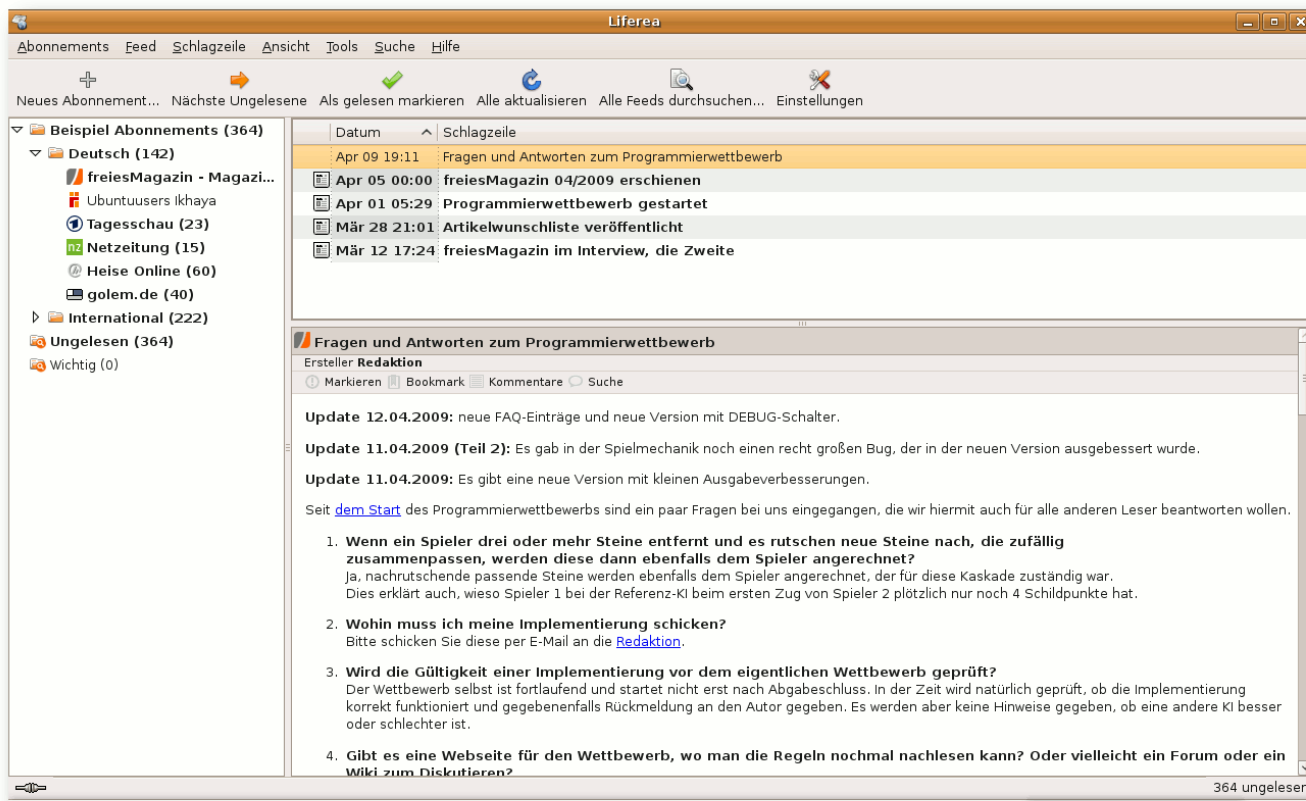 Liferea
Abonnements Feed Schlagzeile Ansicht Tools Suche Hilfe
Neues Abonnement... Nächste Ungelesene Als gelesen markieren Alle aktualisieren Alle Feeds durchsuchen... Einstellungen
Beispiel Abonnements (364)
Deutsch (142)
freiesMagazin - Magazi...
Ubuntuusers Ikhaya
Tagesschau (23)
nz Netzeitung (15)
Heise Online (60)
golem.de (40)
International (222)
Ungelesen (364)
Wichtig (0)
Datum Schlagzeile
Apr 09 19:11 Fragen und Antworten zum Programmierwettbewerb
Apr 05 00:00 freiesMagazin 04/2009 erschienen
Apr 01 05:29 Programmierwettbewerb gestartet
Mär 28 21:01 Artikelwunschliste veröffentlicht
Mär 12 17:24 freiesMagazin im Interview, die Zweite
Fragen und Antworten zum Programmierwettbewerb
Ersteller Redaktion
Markieren Bookmark Kommentare Suche
Update 12.04.2009: neue FAQ-Einträge und neue Version mit DEBUG-Schalter.
Update 11.04.2009 (Teil 2): Es gab in der Spielmechanik noch einen recht großen Bug, der in der neuen Version ausgebessert wurde.
Update 11.04.2009: Es gibt eine neue Version mit kleinen Ausgabeverbesserungen.
Seit dem Start des Programmierwettbewerbs sind ein paar Fragen bei uns eingegangen, die wir hiermit auch für alle anderen Leser beantworten wollen.
1. Wenn ein Spieler drei oder mehr Steine entfernt und es rutschen neue Steine nach, die zufällig
zusammenpassen, werden diese dann ebenfalls dem Spieler angerechnet?
Ja, nachrutschende passende Steine werden ebenfalls dem Spieler angerechnet, der für diese Kaskade zuständig war.
Dies erklärt auch, wieso Spieler 1 bei der Referenz-KI beim ersten Zug von Spieler 2 plötzlich nur noch 4 Schildpunkte hat.
2. Wohin muss ich meine Implementierung schicken?
Bitte schicken Sie diese per E-Mail an die Redaktion.
3. Wird die Gültigkeit einer Implementierung vor dem eigentlichen Wettbewerb geprüft?
Der Wettbewerb selbst ist fortlaufend und startet nicht erst nach Abgabeschluss. In der Zeit wird natürlich geprüft, ob die Implementierung
korrekt funktioniert und gegebenenfalls Rückmeldung an den Autor gegeben. Es werden aber keine Hinweise gegeben, ob eine andere KI besser
oder schlechter ist.
4. Gibt es eine Webseite für den Wettbewerb, wo man die Regeln nochmal nachlesen kann? Oder vielleicht ein Forum oder ein
Wiki zum Diskutieren?
364 ungelesen